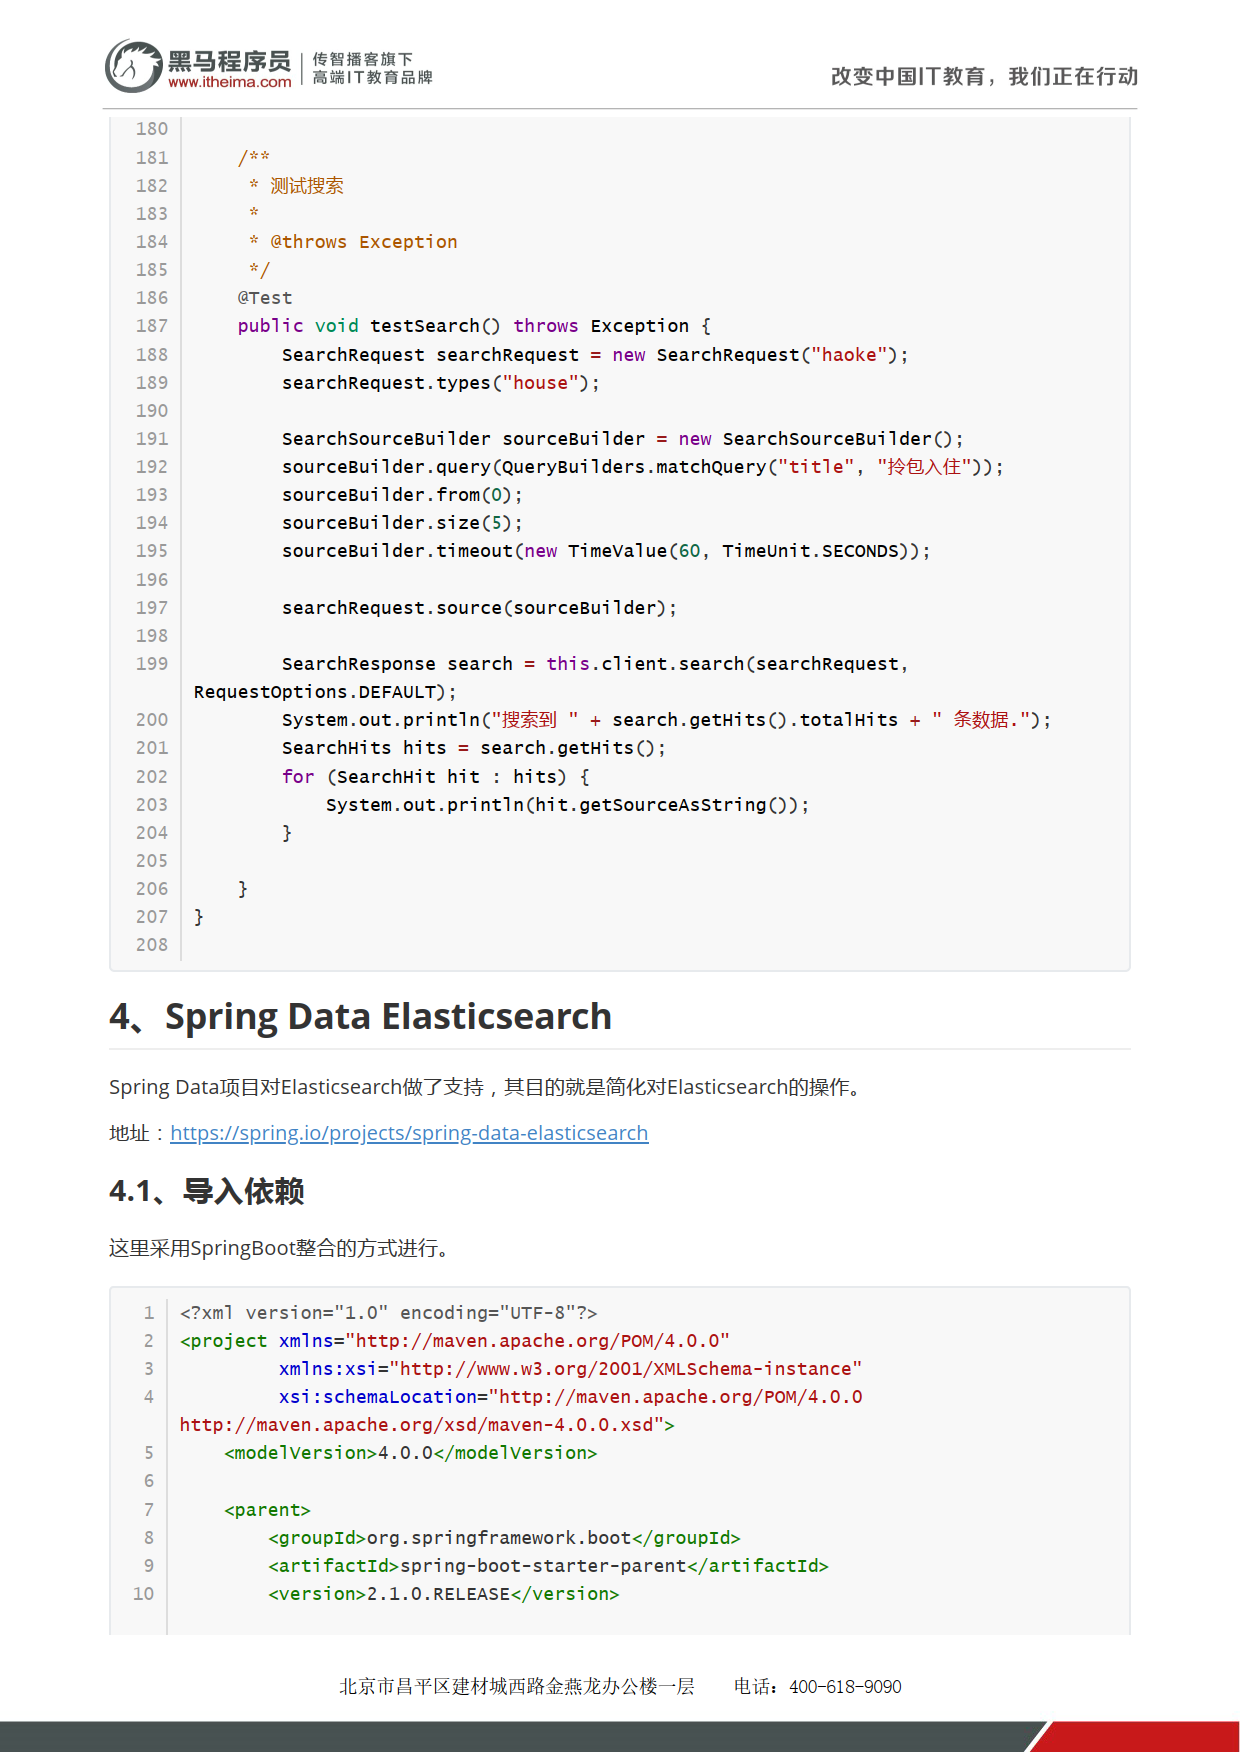 黑马程序员
www.itheima.com
传智播客旗下
高端IT教育品牌
改变中国IT教育，我们正在行动
180
181     /**
182      * 测试搜索
183      *
184      * @throws Exception
185      */
186     @Test
187     public void testSearch() throws Exception {
188         SearchRequest searchRequest = new SearchRequest("haoke");
189         searchRequest.types("house");
190
191         SearchSourceBuilder sourceBuilder = new SearchSourceBuilder();
192         sourceBuilder.query(QueryBuilders.matchQuery("title", "拎包入住"));
193         sourceBuilder.from(0);
194         sourceBuilder.size(5);
195         sourceBuilder.timeout(new TimeValue(60, TimeUnit.SECONDS));
196
197         searchRequest.source(sourceBuilder);
198
199         SearchResponse search = this.client.search(searchRequest,
RequestOptions.DEFAULT);
200         System.out.println("搜索到 " + search.getHits().totalHits + " 条数据.");
201         SearchHits hits = search.getHits();
202         for (SearchHit hit : hits) {
203             System.out.println(hit.getSourceAsString());
204         }
205
206     }
207 }
208
4、Spring Data Elasticsearch
Spring Data项目对Elasticsearch做了支持，其目的就是简化对Elasticsearch的操作。
地址：https://spring.io/projects/spring-data-elasticsearch
4.1、导入依赖
这里采用SpringBoot整合的方式进行。
1 <?xml version="1.0" encoding="UTF-8"?>
2 <project xmlns="http://maven.apache.org/POM/4.0.0"
3          xmlns:xsi="http://www.w3.org/2001/XMLSchema-instance"
4          xsi:schemaLocation="http://maven.apache.org/POM/4.0.0
http://maven.apache.org/xsd/maven-4.0.0.xsd">
5     <modelVersion>4.0.0</modelVersion>
6
7     <parent>
8         <groupId>org.springframework.boot</groupId>
9         <artifactId>spring-boot-starter-parent</artifactId>
10         <version>2.1.0.RELEASE</version>
北京市昌平区建材城西路金燕龙办公楼一层 电话：400-618-9090